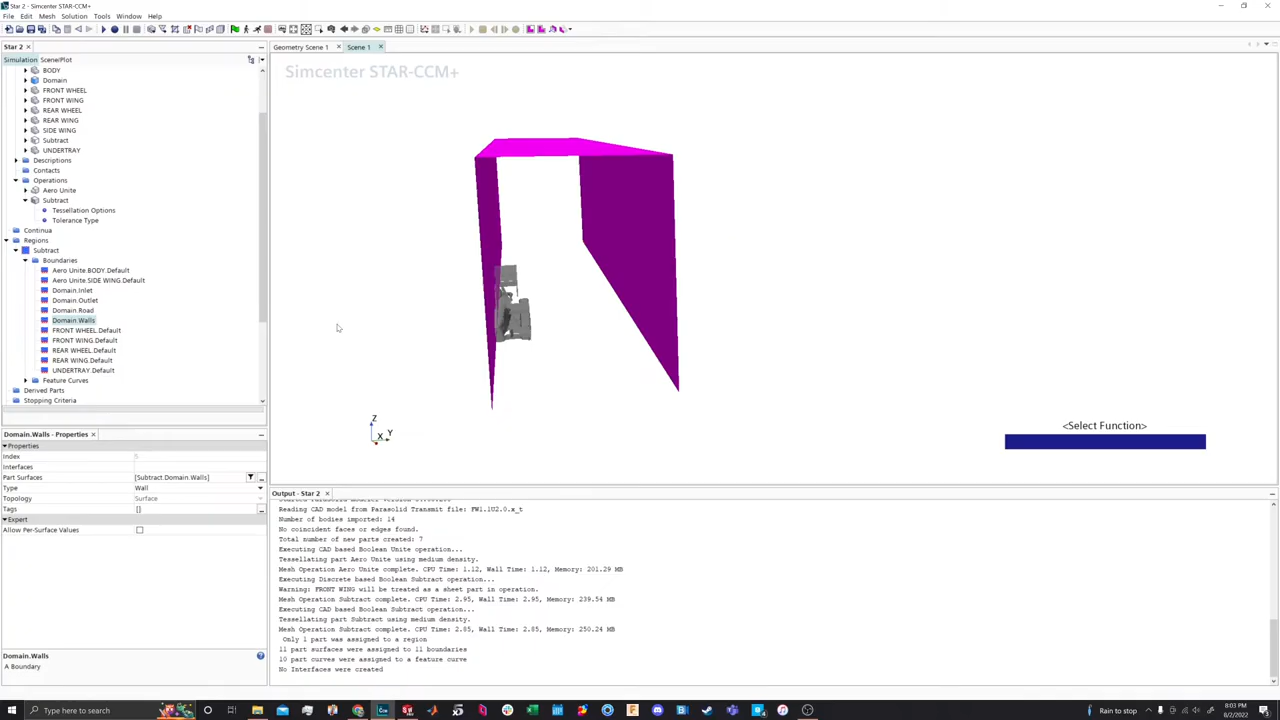 Star 2 - Simcenter STAR-CCM+
File Edit Mesh Solution Tools Window Help
Star 2
Geometry Scene 1
Scene 1
Simulation Scene/Plot
Simcenter STAR-CCM+
BODY
Domain
FRONT WHEEL
FRONT WING
REAR WHEEL
REAR WING
SIDE WING
Subtract
UNDERTRAY
Descriptions
Contacts
Operations
Aero Unite
Subtract
Tessellation Options
Tolerance Type
Continua
Regions
Subtract
Boundaries
Aero Unite.BODY.Default
Aero Unite.SIDE WING.Default
Domain.Inlet
Domain.Outlet
Domain.Road
Domain.Walls
FRONT WHEEL.Default
FRONT WING.Default
REAR WHEEL.Default
REAR WING.Default
UNDERTRAY.Default
Feature Curves
Derived Parts
Stopping Criteria
Z
X
Y
<Select Function>
Domain.Walls - Properties
Properties
Index
Interfaces
Part Surfaces [Subtract.Domain.Walls]
Type Wall
Topology Surface
Tags []
Expert
Allow Per-Surface Values
Domain.Walls
A Boundary
Output - Star 2
Reading CAD model from Parasolid Transmit file: FW1.1U2.0.x_t
Number of bodies imported: 14
No coincident faces or edges found.
Total number of new parts created: 7
Executing CAD based Boolean Unite operation...
Tessellating part Aero Unite using medium density.
Mesh Operation Aero Unite complete. CPU Time: 1.12, Wall Time: 1.12, Memory: 201.29 MB
Executing Discrete based Boolean Subtract operation...
Warning: FRONT WING will be treated as a sheet part in operation.
Mesh Operation Subtract complete. CPU Time: 2.95, Wall Time: 2.95, Memory: 239.54 MB
Executing CAD based Boolean Subtract operation...
Tessellating part Subtract using medium density.
Mesh Operation Subtract complete. CPU Time: 2.85, Wall Time: 2.85, Memory: 250.24 MB
Only 1 part was assigned to a region
11 part surfaces were assigned to 11 boundaries
10 part curves were assigned to a feature curve
No Interfaces were created
Type here to search
Rain to stop
8:03 PM
8/2/2022